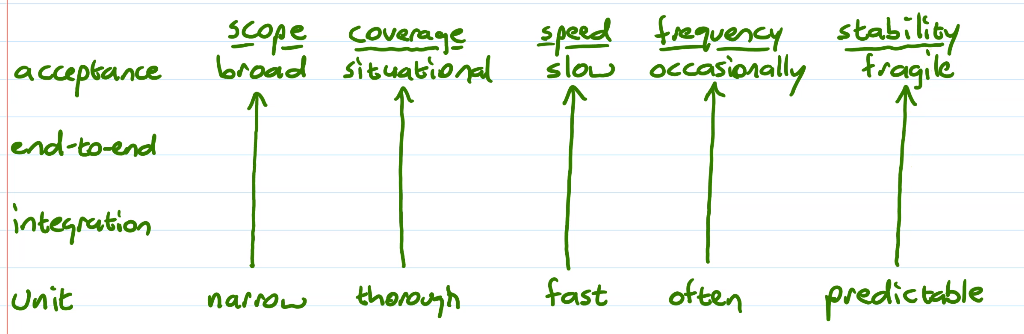 scope coverage speed frequency stability
acceptance broad situational slow occasionally fragile
end-to-end
integration
unit narrow thorough fast often predictable